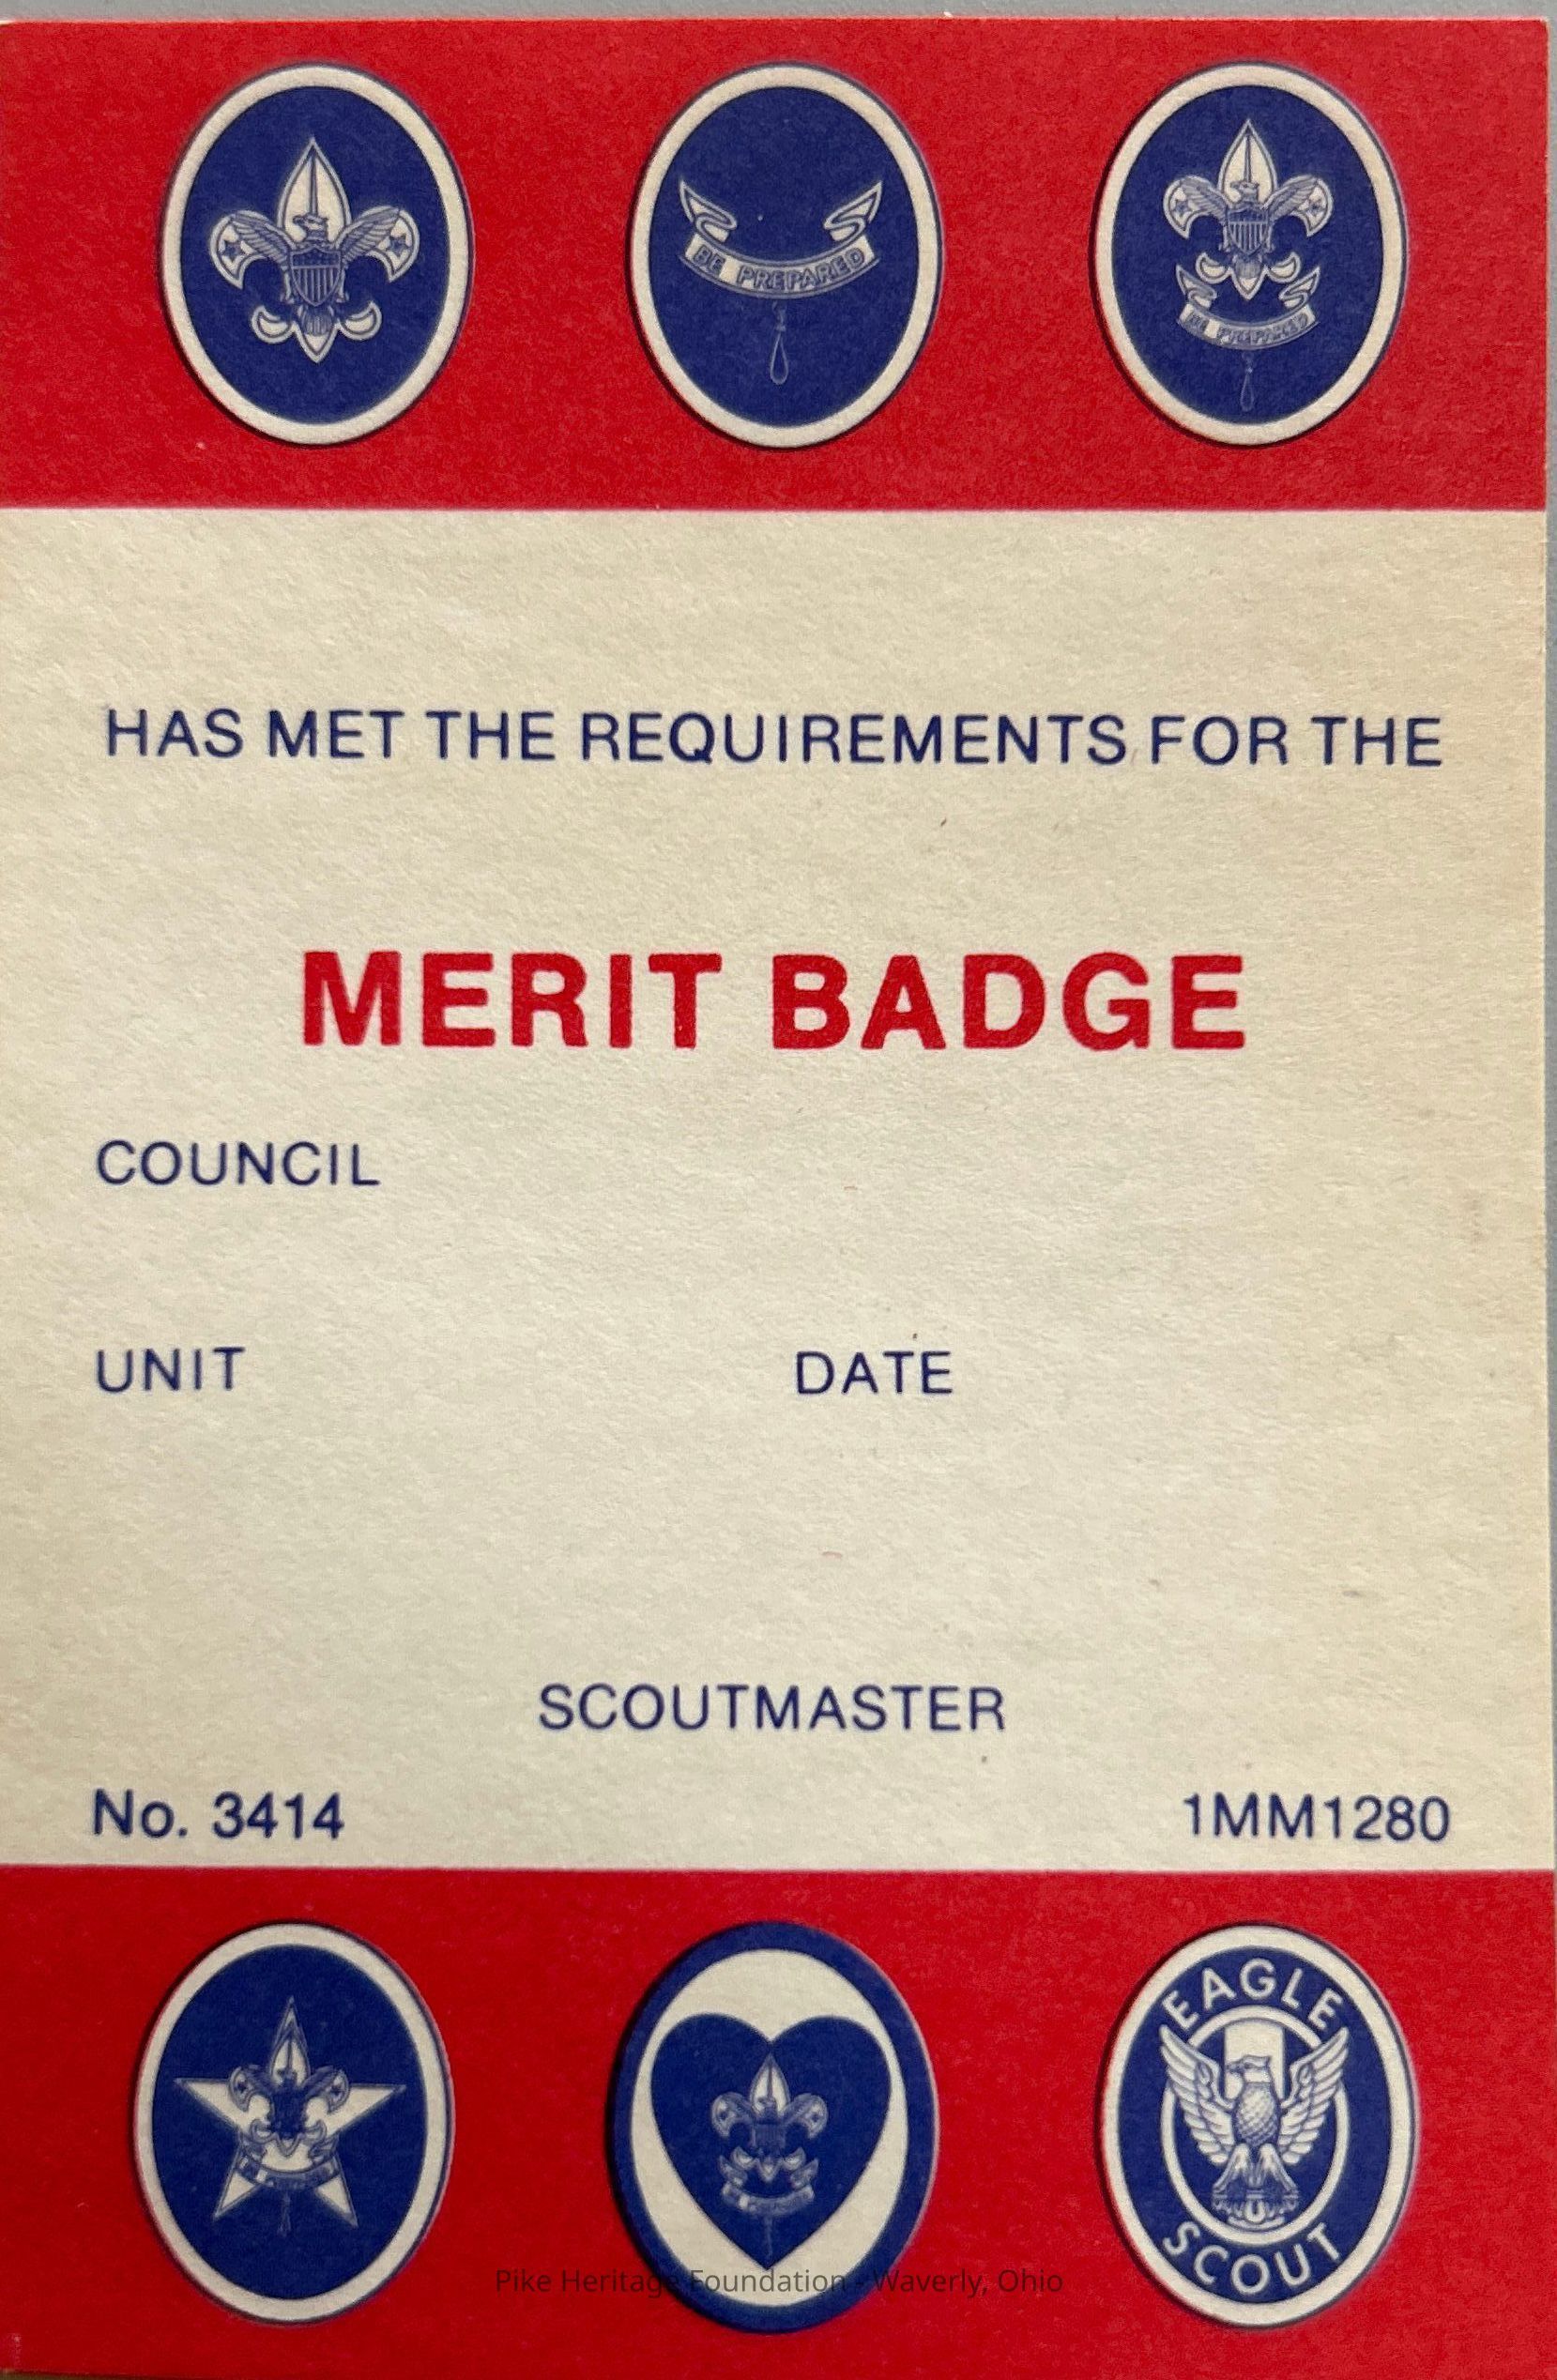 BE PREPARED
BE PREPARED
HAS MET THE REQUIREMENTS FOR THE
MERIT BADGE
COUNCIL
UNIT DATE
SCOUTMASTER
No. 3414 1MM1280
EAGLE
SCOUT
Pike Heritage Foundation - Waverly, Ohio